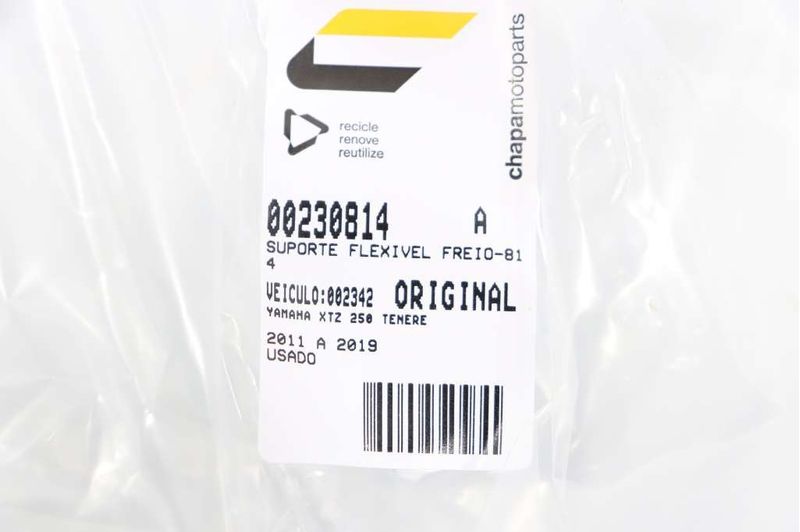 chapamotoparts
recicle
renove
reutilize
00230814 A
SUPORTE FLEXIVEL FREIO-81
4
VEICULO:002342 ORIGINAL
YAMAHA XTZ 250 TENERE
2011 A 2019
USADO